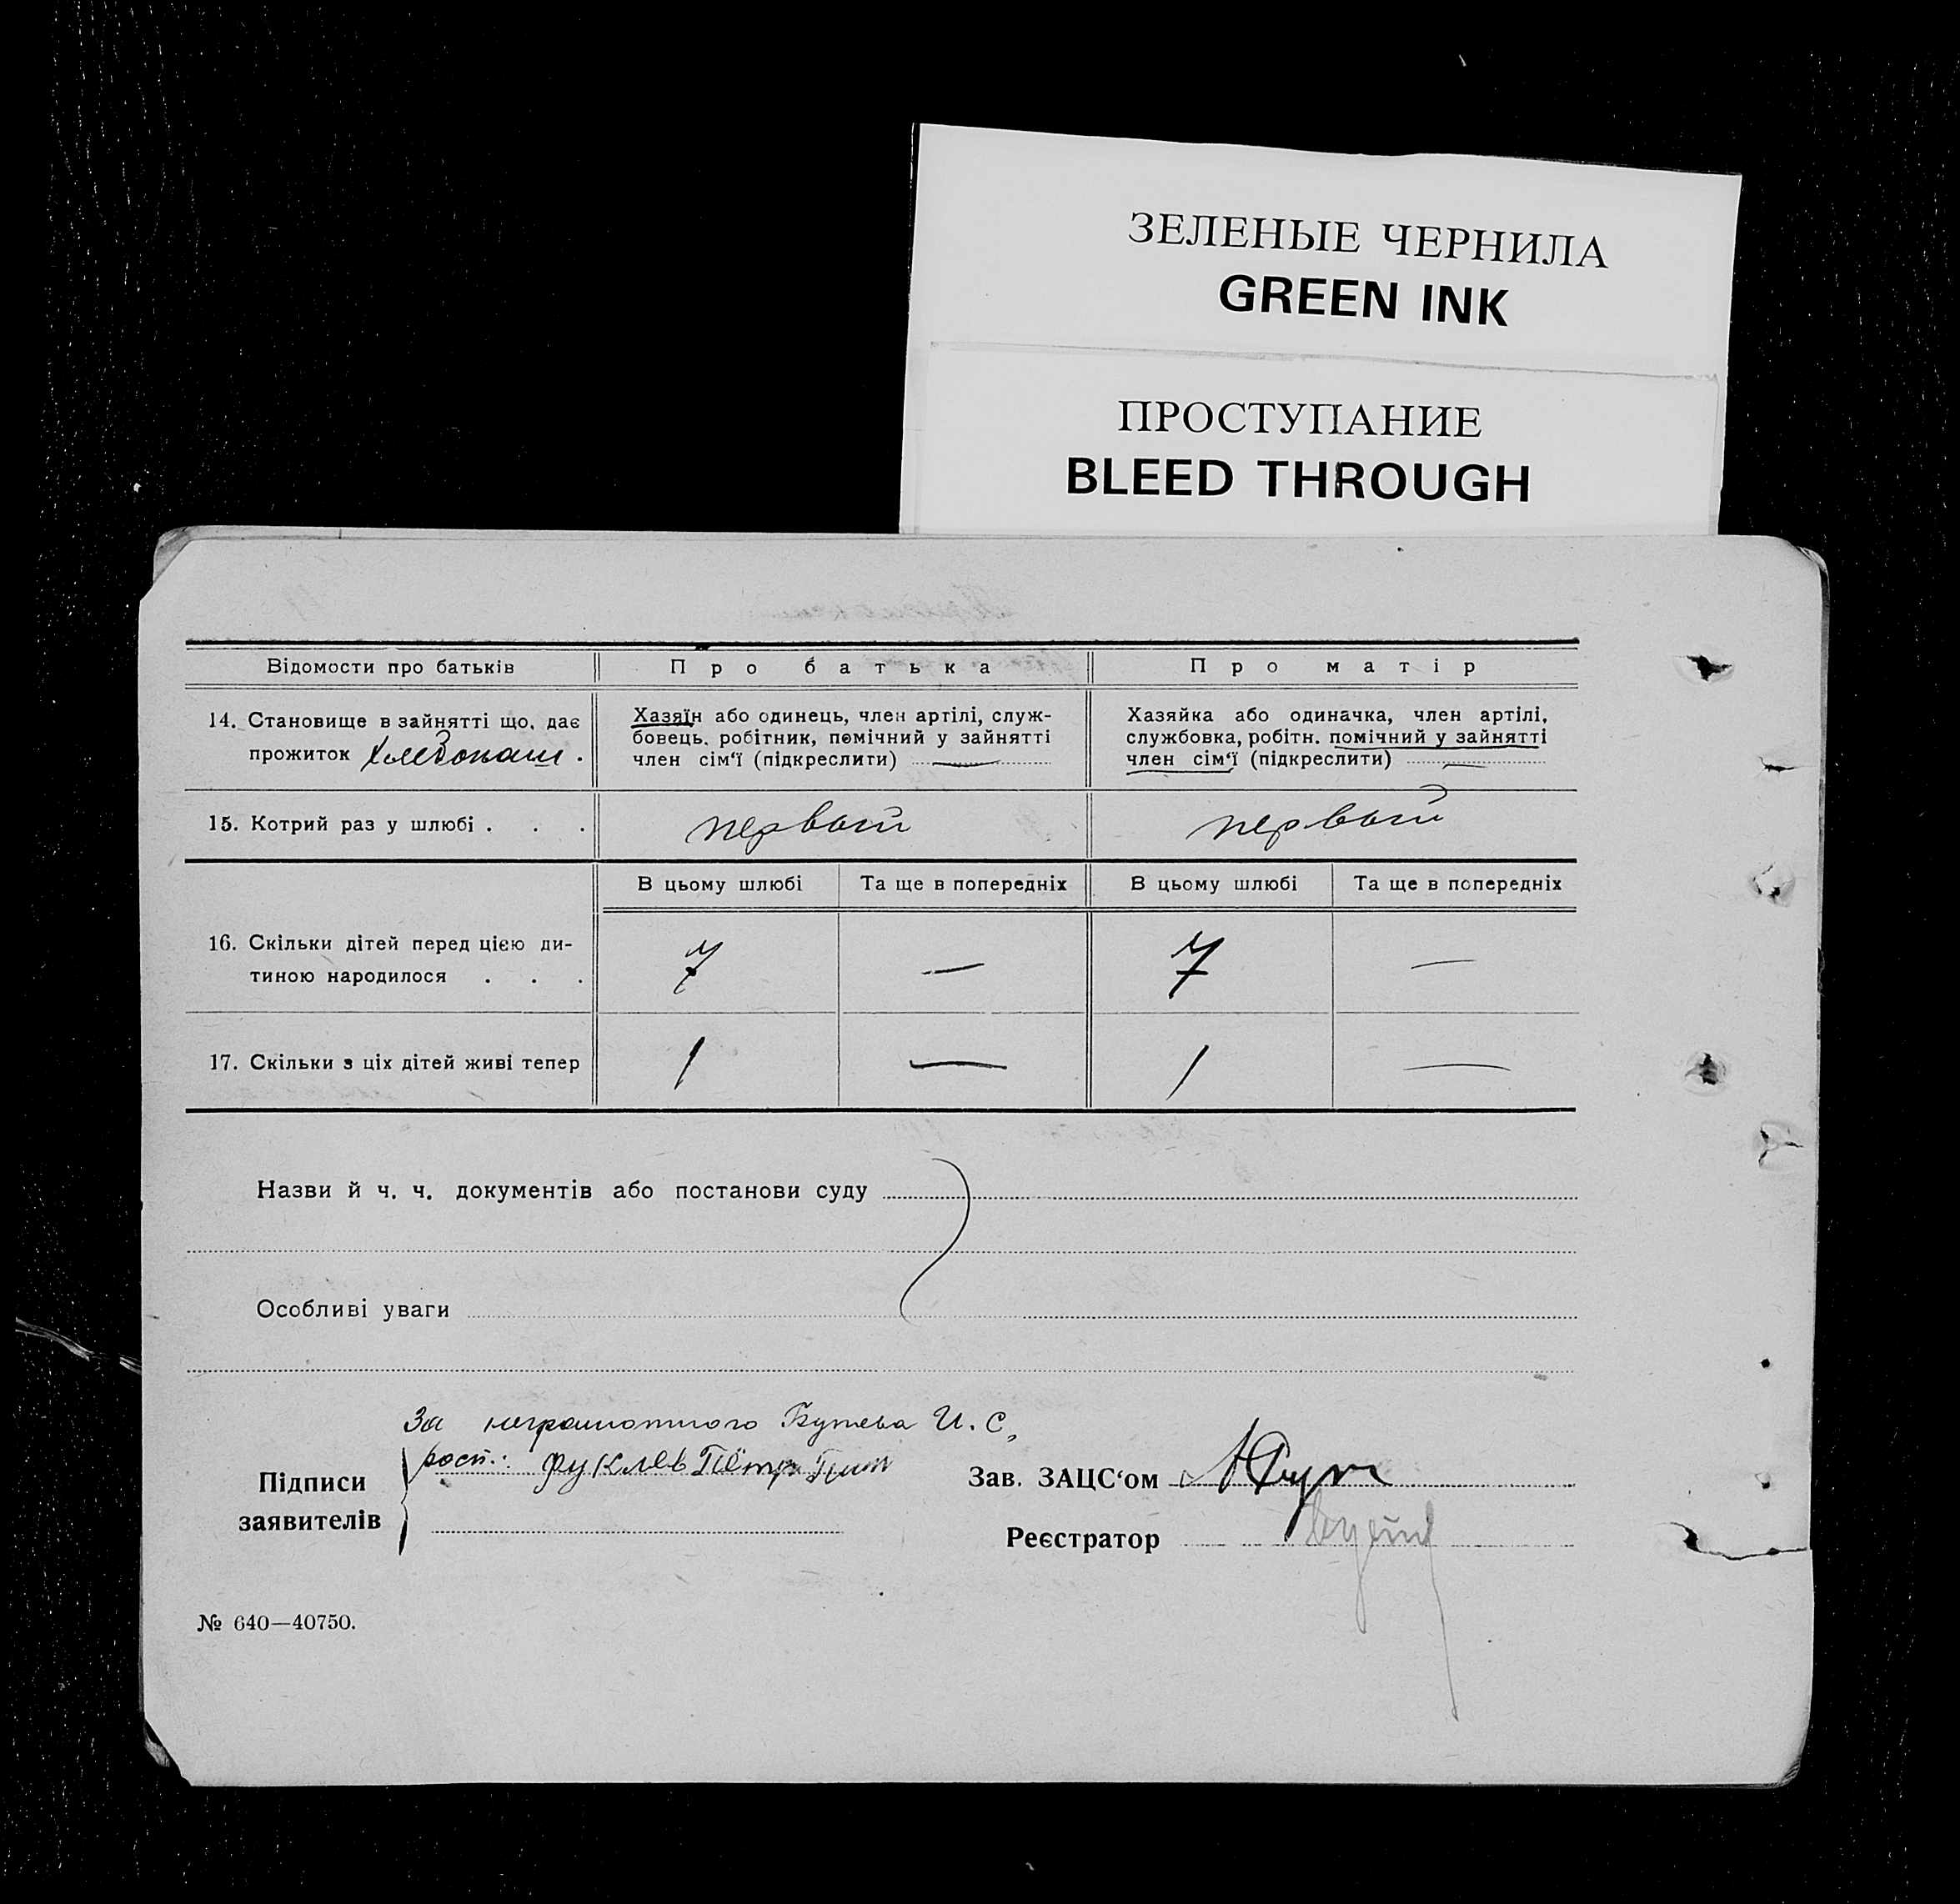 ЗЕЛЕНЫЕ ЧЕРНИЛА
GREEN INK
ПРОСТУПАНИЕ
BLEED THROUGH
Відомости про батьків Про батька Про матір
14. Становище в зайнятті що дає
прожиток хлебопаш.
Хазяїн або одинець, член артілі, служ-
бовець, робітник, помічний у зайнятті
член сім‘ї (підкреслити) —
Хазяйка або одиначка, член артілі,
службовка, робітн. помічний у зайнятті
член сім‘ї (підкреслити) —
15. Котрий раз у шлюбі . . . первый первый
В цьому шлюбі Та ще в попередніх В цьому шлюбі Та ще в попередніх
16. Скільки дітей перед цією ди-
тиною народилося . . . 7 — 7 —
17. Скільки з ціх дітей живі тепер 1 — 1 —
Назви й ч. ч. документів або постанови суду
Особливі уваги
За неграмотного И. С,
рост.: Пётр
Підписи
заявителів
Зав. ЗАЦС‘ом
Реєстратор
№ 640—40750.